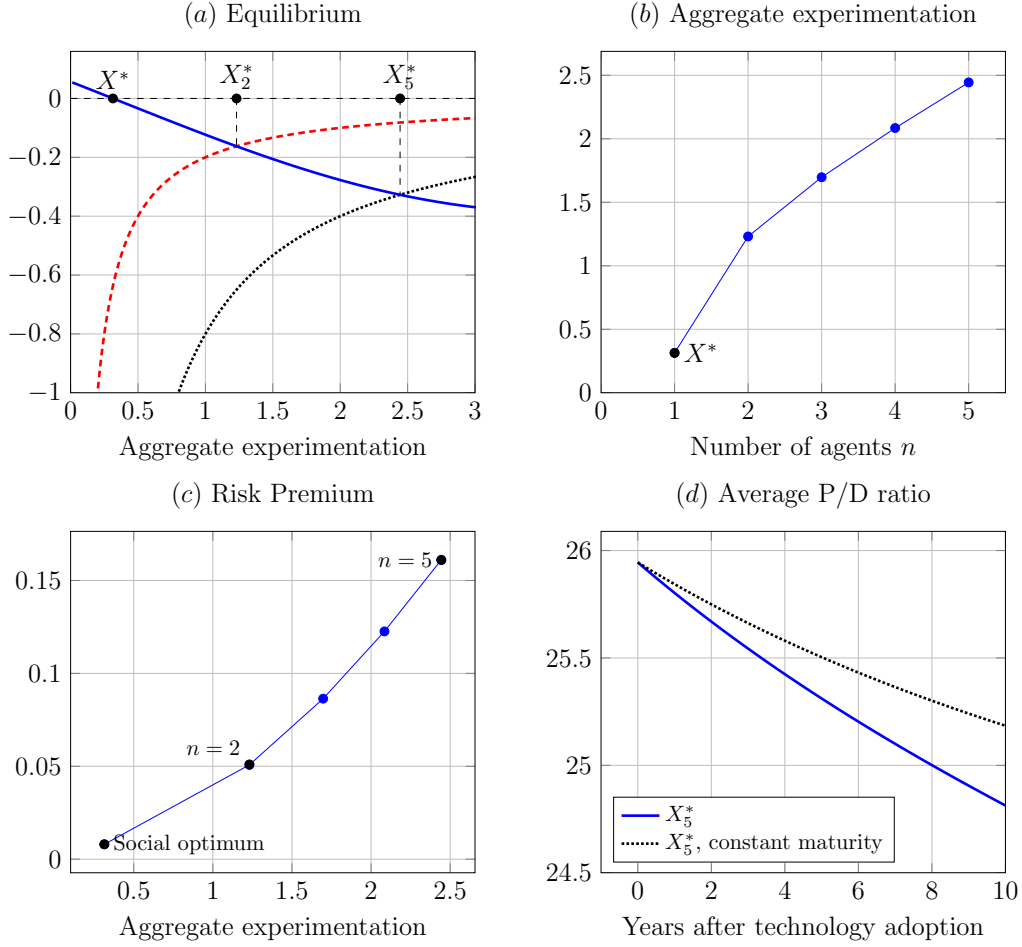 (a) Equilibrium
X*
X*2
X*5
0
−0.2
−0.4
−0.6
−0.8
−1
0 0.5 1 1.5 2 2.5 3
Aggregate experimentation
(b) Aggregate experimentation
2.5
2
1.5
1
0.5
0
X*
0 1 2 3 4 5
Number of agents n
(c) Risk Premium
0.15
0.1
0.05
0
n = 5
n = 2
Social optimum
0.5 1 1.5 2 2.5
Aggregate experimentation
(d) Average P/D ratio
26
25.5
25
24.5
X*5
X*5, constant maturity
0 2 4 6 8 10
Years after technology adoption